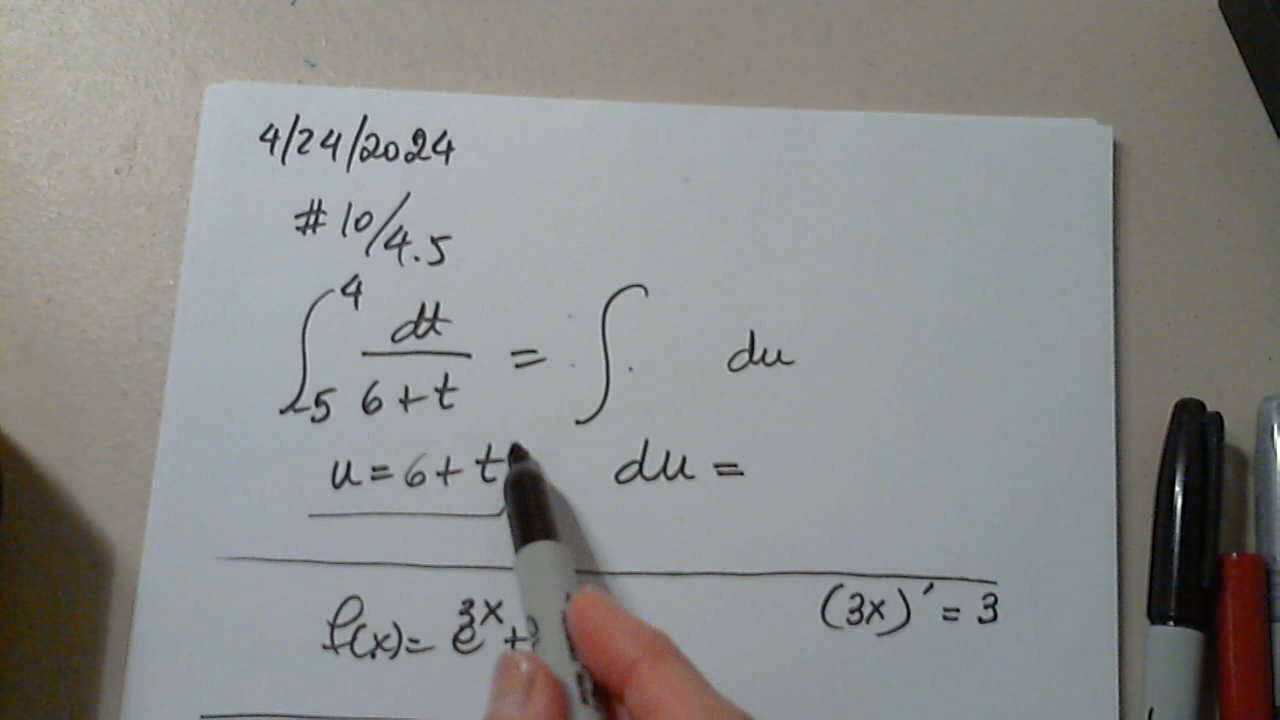 4/24/2024
#10/4.5
∫₋₅⁴ dt/(6+t) = ∫ du
u = 6 + t du =
f(x) = e^3x + (3x)' = 3